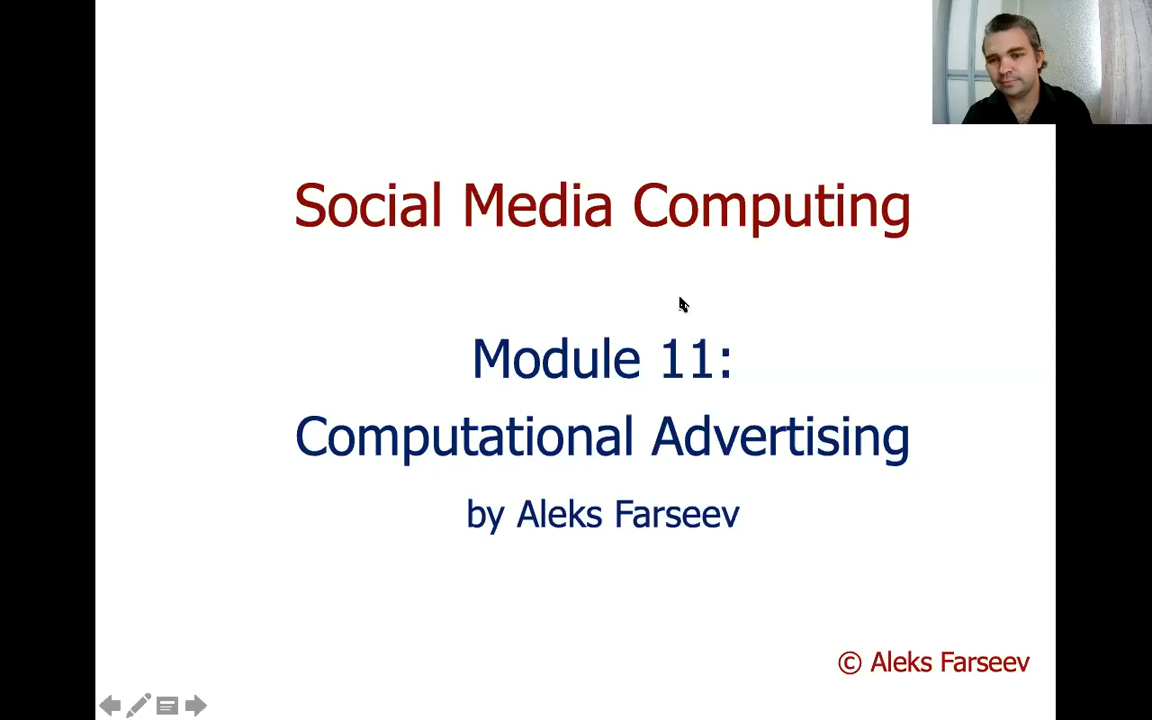 Social Media Computing
Module 11:
Computational Advertising
by Aleks Farseev
© Aleks Farseev